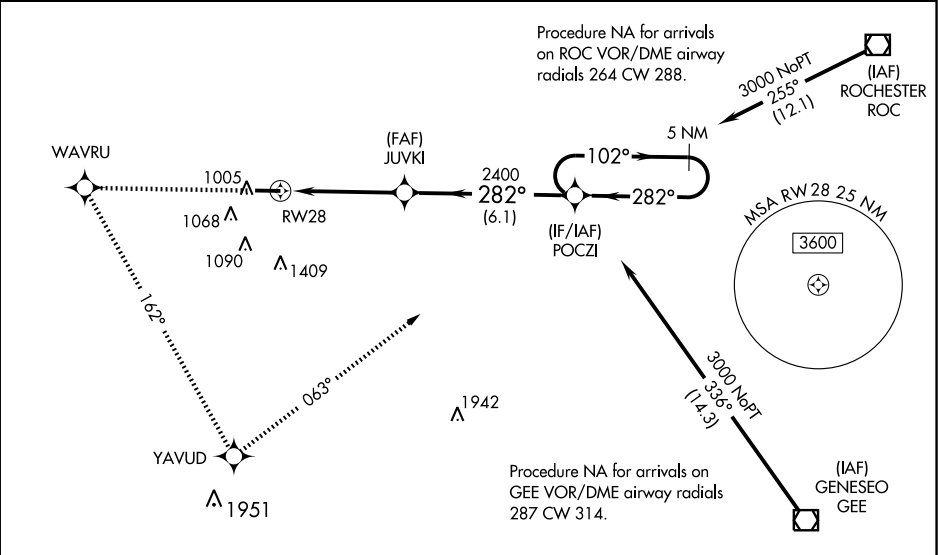 Procedure NA for arrivals
on ROC VOR/DME airway
radials 264 CW 288.
(IAF)
ROCHESTER
ROC
3000 NoPT
255°
(12.1)
5 NM
102°
282°
(FAF)
JUVKI
2400
282°
(6.1)
(IF/IAF)
POCZI
WAVRU
1005
RW28
1068
1090
1409
MSA RW 28 25 NM
3600
162°
063°
1942
3000 NoPT
336°
(14.3)
YAVUD
1951
Procedure NA for arrivals on
GEE VOR/DME airway radials
287 CW 314.
(IAF)
GENESEO
GEE